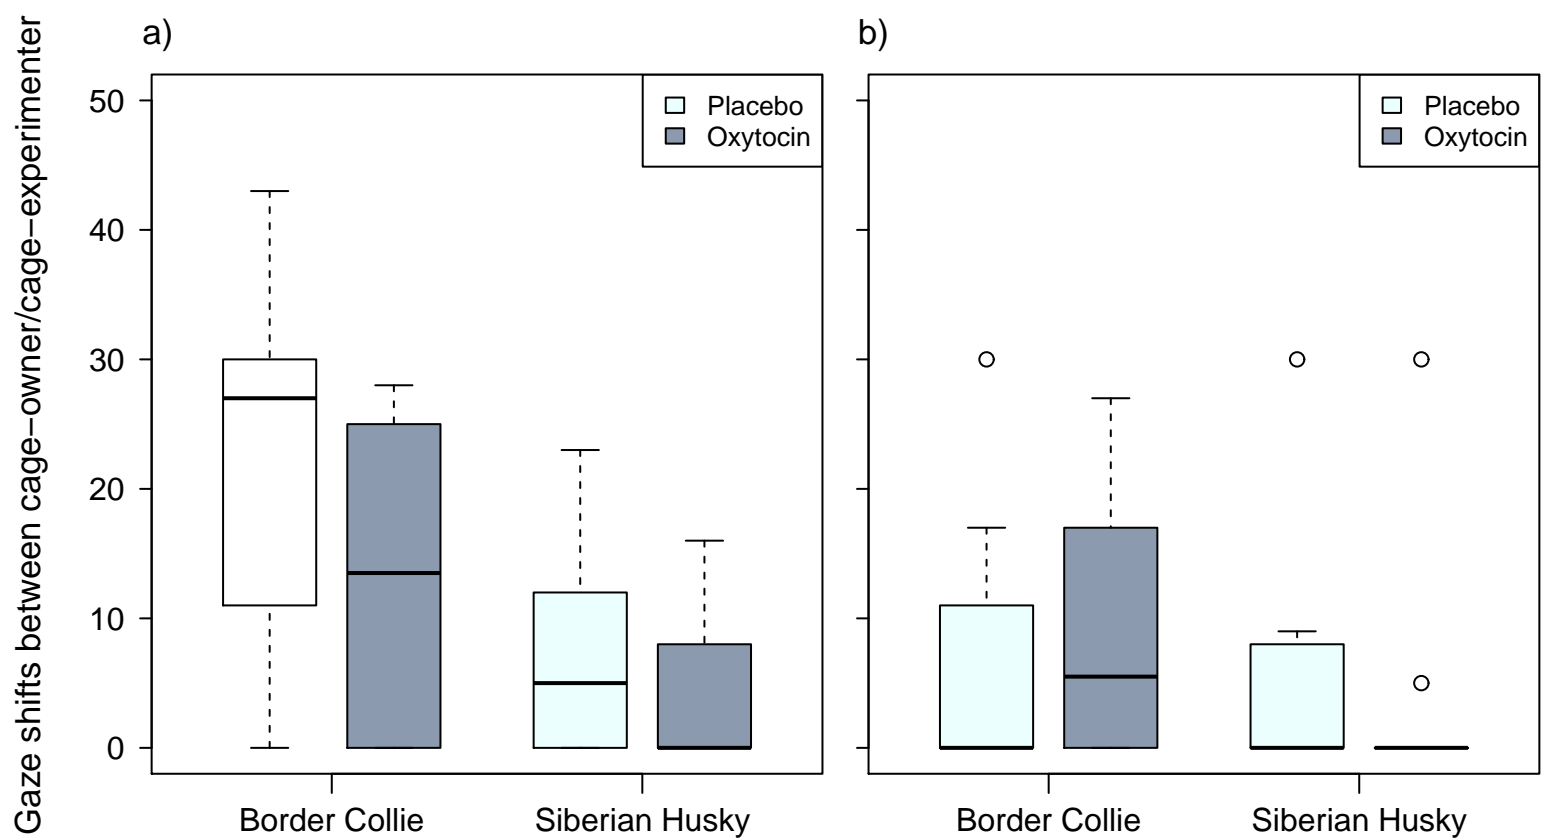 Gaze shifts between cage−owner/cage−experimenter
a)
50
40
30
20
10
0
Placebo
Oxytocin
Border Collie
Siberian Husky
b)
Placebo
Oxytocin
Border Collie
Siberian Husky